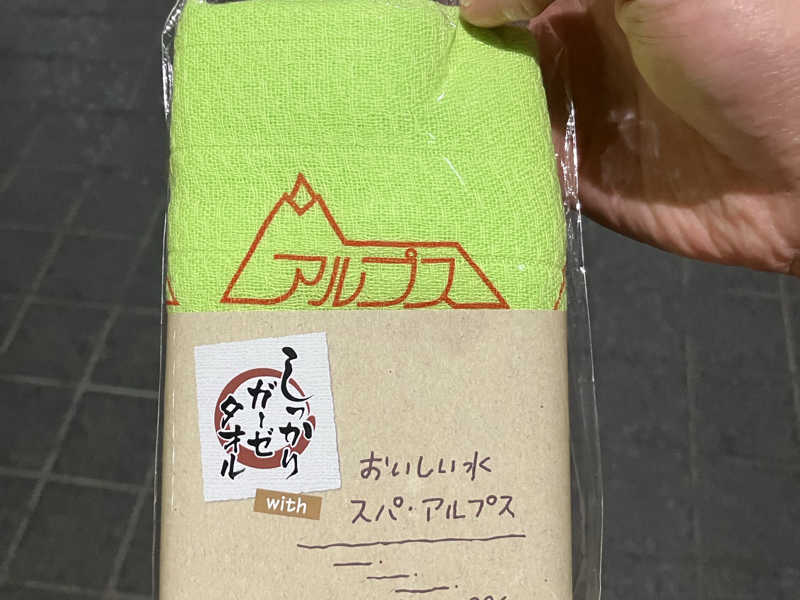 アルプス
しっかり
ガーゼ
タオル
with
おいしい水
スパ・アルプス